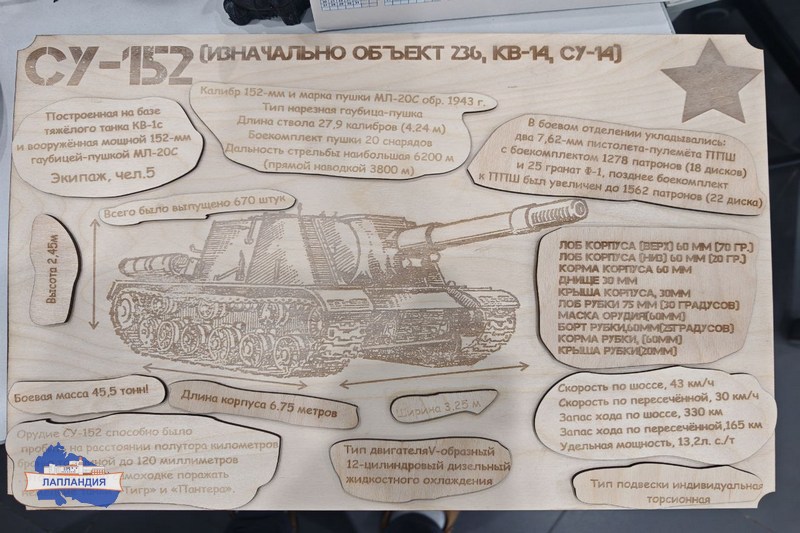 СУ-152 (ИЗНАЧАЛЬНО ОБЪЕКТ 236, КВ-14, СУ-14)
Построенная на базе
тяжёлого танка КВ-1с
и вооружённая мощной 152-мм
гаубицей-пушкой МЛ-20С
Экипаж, чел.5
Калибр 152-мм и марка пушки МЛ-20С обр. 1943 г.
Тип нарезная гаубица-пушка
Длина ствола 27,9 калибров (4.24 м)
Боекомплект пушки 20 снарядов
Дальность стрельбы наибольшая 6200 м
(прямой наводкой 3800 м)
В боевом отделении укладывались:
два 7,62-мм пистолета-пулемёта ППШ
с боекомплектом 1278 патронов (18 дисков)
и 25 гранат Ф-1, позднее боекомплект
к ППШ был увеличен до 1562 патронов (22 диска)
Всего было выпущено 670 штук
Высота 2,45м
ЛОБ КОРПУСА (ВЕРХ) 60 ММ (70 ГР.)
ЛОБ КОРПУСА (НИЗ) 60 ММ (20 ГР.)
КОРМА КОРПУСА 60 ММ
ДНИЩЕ 30 ММ
КРЫША КОРПУСА, 30ММ
ЛОБ РУБКИ 75 ММ (30 ГРАДУСОВ)
МАСКА ОРУДИЯ(60ММ)
БОРТ РУБКИ,60ММ(25ГРАДУСОВ)
КОРМА РУБКИ, (60ММ)
КРЫША РУБКИ(20ММ)
Боевая масса 45,5 тонн!
Длина корпуса 6.75 метров
Ширина 3.25 м
Скорость по шоссе, 43 км/ч
Скорость по пересечённой, 30 км/ч
Запас хода по шоссе, 330 км
Запас хода по пересечённой,165 км
Удельная мощность, 13,2л. с./т
Орудие СУ-152 способно было
на расстоянии полутора километров
до 120 миллиметров
поражать
«Тигр» и «Пантера».
Тип двигателяV-образный
12-цилиндровый дизельный
жидкостного охлаждения
Тип подвески индивидуальная
торсионная
ЛАПЛАНДИЯ